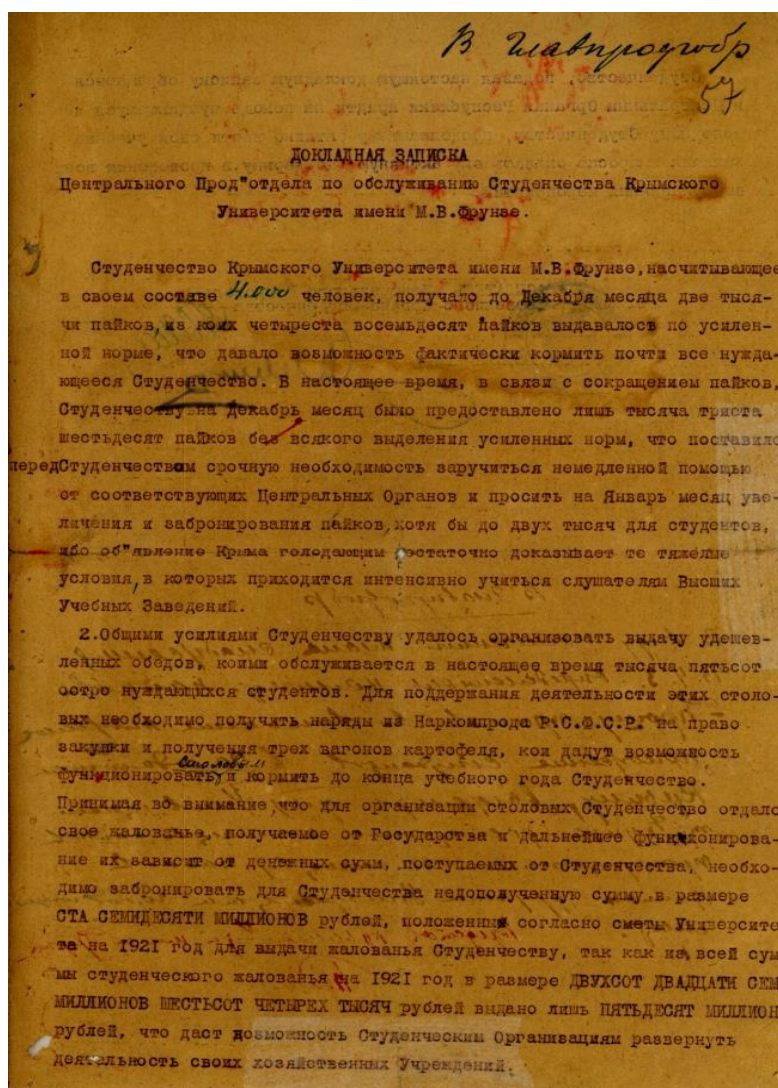 В Главпродгобр
57
ДОКЛАДНАЯ ЗАПИСКА
Центрального Прод"отдела по обслуживанию Студенчества Крымского
Университета имени М.В.Фрунзе.
Студенчество Крымского Университета имени М.В.Фрунзе,насчитывающее
в своем составе 4.000 человек, получало до Декабря месяца две тыся-
чи пайков,из коих четыреста восемьдесят пайков выдавалось по усилен-
ной норме, что давало возможность фактически кормить почти все нужда-
ющееся Студенчество. В настоящее время, в связи с сокращением пайков,
Студенчеству на Декабрь месяц было предоставлено лишь тысяча триста
шестьдесят пайков без всякого выделения усиленных норм, что поставило
перед Студенчеством срочную необходимость заручиться немедленной помощью
от соответствующих Центральных Органов и просить на Январь месяц уве-
личения и забронирования пайков,хотя бы до двух тысяч для студентов,
ибо об"явление Крыма голодающим достаточно доказывает те тяжелые
условия,в которых приходится интенсивно учиться слушателям Высших
Учебных Заведений.
2.Общими усилиями Студенчеству удалось организовать выдачу удешев-
ленных обедов, коими обслуживается в настоящее время тысяча пятьсот
остро нуждающихся студентов. Для поддержания деятельности этих столо-
вых необходимо получить наряды из Наркомпрода Р.С.Ф.С.Р. на право
закупки и получения трех вагонов картофеля, кои дадут возможность
столовым
функционировать и кормить до конца учебного года Студенчество.
Принимая во внимание,что для организации столовых Студенчество отдало
свое жалованье, получаемое от Государства и дальнейшее функционирова-
ние их зависит от денежных сумм, поступаемых от Студенчества, необхо-
димо забронировать для Студенчества недополученную сумму в размере
СТА СЕМИДЕСЯТИ МИЛЛИОНОВ рублей, положенных согласно сметы Университе-
та на 1921 год для выдачи жалованья Студенчеству, так как из всей сум
мы студенческого жалованья на 1921 год в размере ДВУХСОТ ДВАДЦАТИ СЕМ
МИЛЛИОНОВ ШЕСТЬСОТ ЧЕТЫРЕХ ТЫСЯЧ рублей выдано лишь ПЯТЬДЕСЯТ МИЛЛИОН
рублей, что даст возможность Студенческим Организациям развернуть
деятельность своих хозяйственных Учреждений.